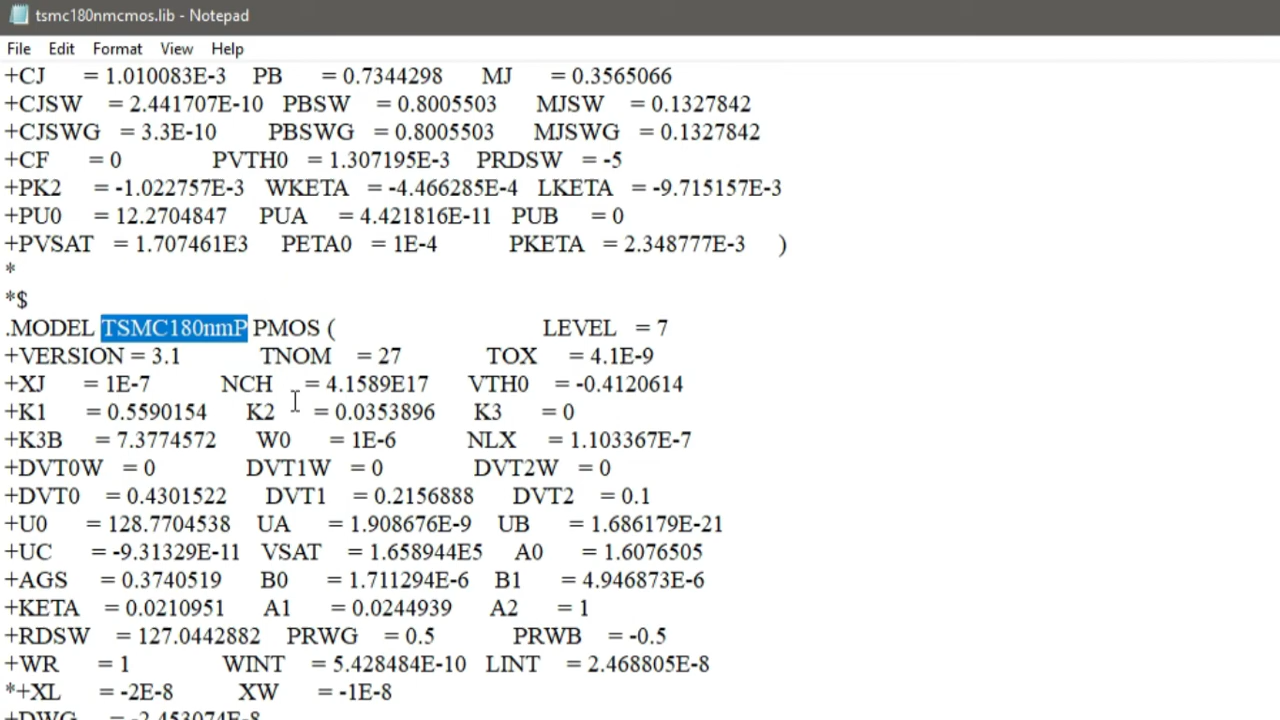 tsmc180nmcmos.lib - Notepad
File Edit Format View Help
+CJ = 1.010083E-3 PB = 0.7344298 MJ = 0.3565066
+CJSW = 2.441707E-10 PBSW = 0.8005503 MJSW = 0.1327842
+CJSWG = 3.3E-10 PBSWG = 0.8005503 MJSWG = 0.1327842
+CF = 0 PVTH0 = 1.307195E-3 PRDSW = -5
+PK2 = -1.022757E-3 WKETA = -4.466285E-4 LKETA = -9.715157E-3
+PU0 = 12.2704847 PUA = 4.421816E-11 PUB = 0
+PVSAT = 1.707461E3 PETA0 = 1E-4 PKETA = 2.348777E-3 )
*
*$
.MODEL TSMC180nmP PMOS ( LEVEL = 7
+VERSION = 3.1 TNOM = 27 TOX = 4.1E-9
+XJ = 1E-7 NCH = 4.1589E17 VTH0 = -0.4120614
+K1 = 0.5590154 K2 = 0.0353896 K3 = 0
+K3B = 7.3774572 W0 = 1E-6 NLX = 1.103367E-7
+DVT0W = 0 DVT1W = 0 DVT2W = 0
+DVT0 = 0.4301522 DVT1 = 0.2156888 DVT2 = 0.1
+U0 = 128.7704538 UA = 1.908676E-9 UB = 1.686179E-21
+UC = -9.31329E-11 VSAT = 1.658944E5 A0 = 1.6076505
+AGS = 0.3740519 B0 = 1.711294E-6 B1 = 4.946873E-6
+KETA = 0.0210951 A1 = 0.0244939 A2 = 1
+RDSW = 127.0442882 PRWG = 0.5 PRWB = -0.5
+WR = 1 WINT = 5.428484E-10 LINT = 2.468805E-8
*+XL = -2E-8 XW = -1E-8
+DWG = -2.453074E-8